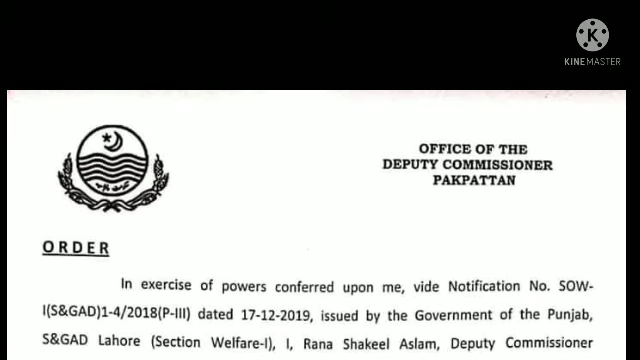 K
KINEMASTER
OFFICE OF THE
DEPUTY COMMISSIONER
PAKPATTAN
ORDER
In exercise of powers conferred upon me, vide Notification No. SOW-
I(S&GAD)1-4/2018(P-III) dated 17-12-2019, issued by the Government of the Punjab,
S&GAD Lahore (Section Welfare-I), I, Rana Shakeel Aslam, Deputy Commissioner